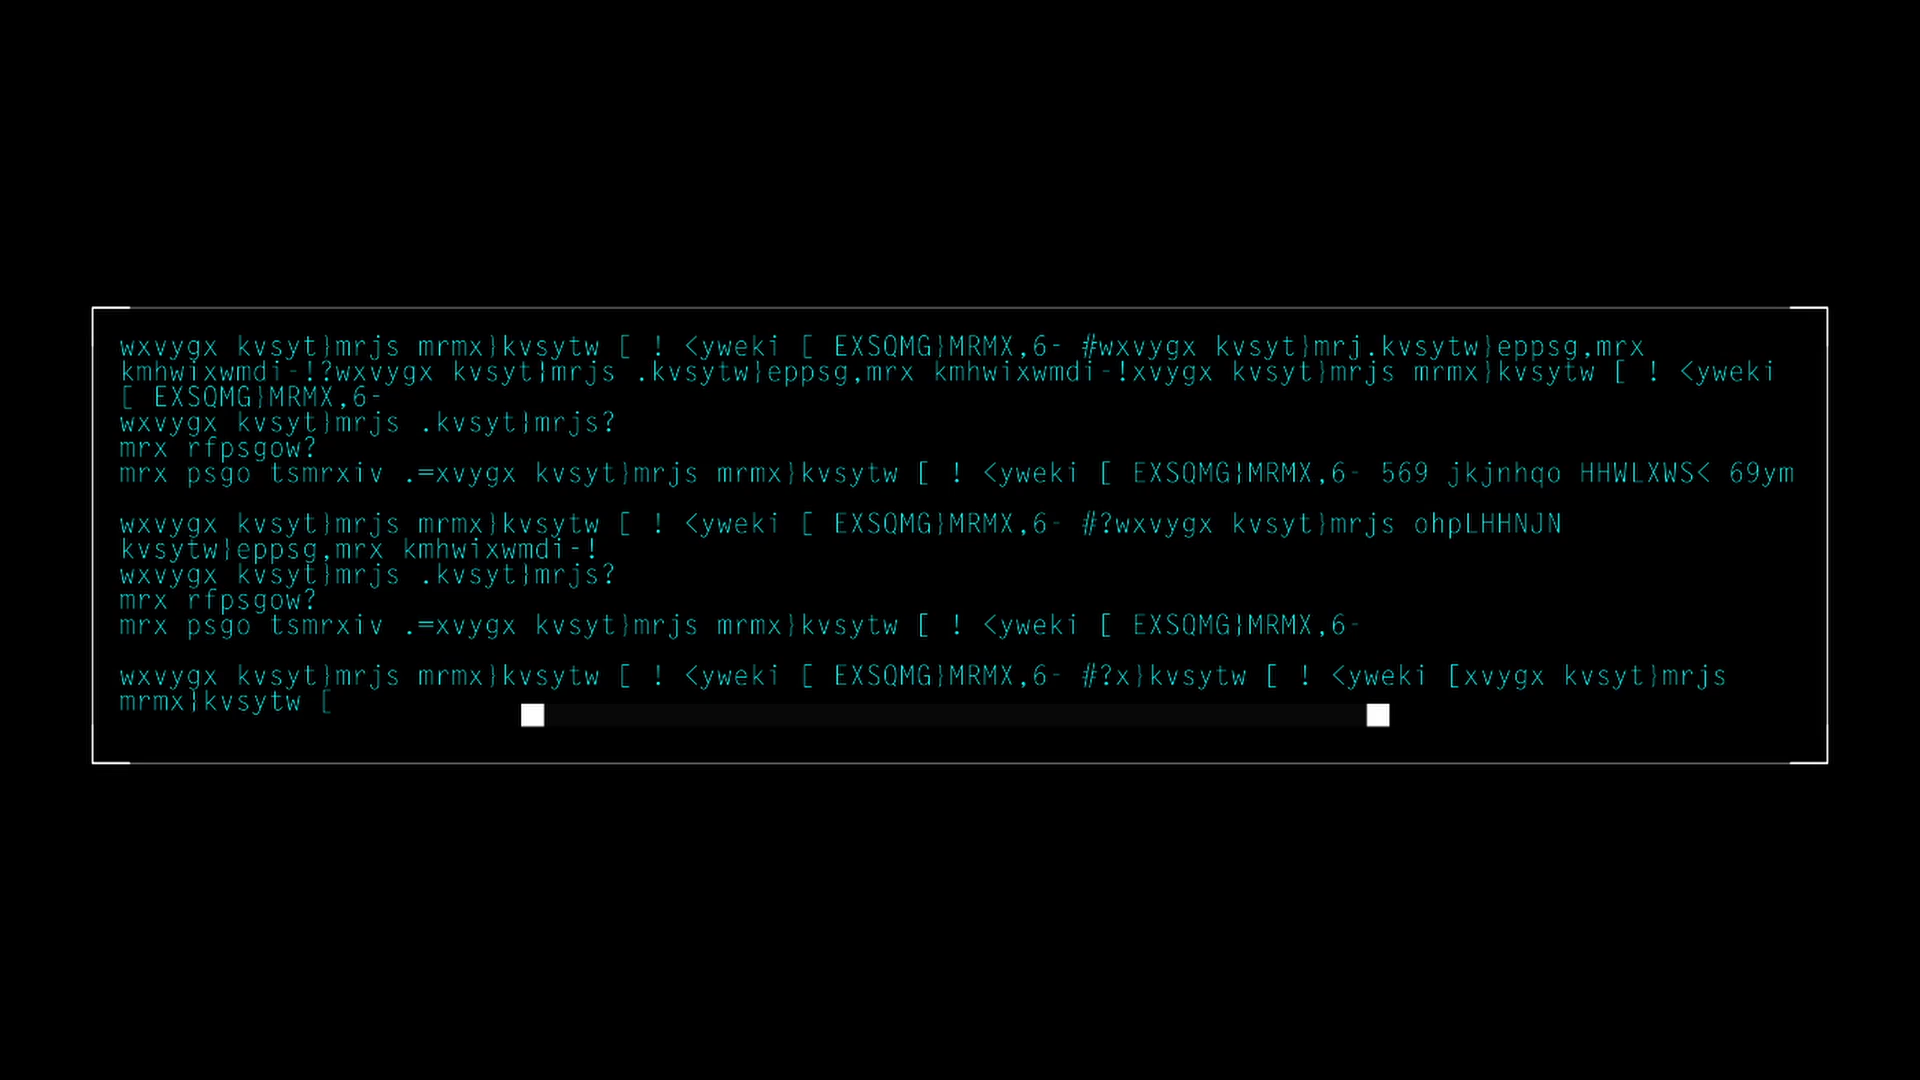 wxvygx kvsyt}mrjs mrmx}kvsytw [ ! <yweki [ EXSQMG}MRMX,6- #wxvygx kvsyt}mrj.kvsytw}eppsg,mrx
kmhwixwmdi-!?wxvygx kvsyt}mrjs .kvsytw}eppsg,mrx kmhwixwmdi-!xvygx kvsyt}mrjs mrmx}kvsytw [ ! <yweki
[ EXSQMG}MRMX,6-
wxvygx kvsyt}mrjs .kvsyt}mrjs?
mrx rfpsgow?
mrx psgo tsmrxiv .=xvygx kvsyt}mrjs mrmx}kvsytw [ ! <yweki [ EXSQMG}MRMX,6- 569 jkjnhqo HHWLXWS< 69ym
wxvygx kvsyt}mrjs mrmx}kvsytw [ ! <yweki [ EXSQMG}MRMX,6- #?wxvygx kvsyt}mrjs ohpLHHNJN
kvsytw}eppsg,mrx kmhwixwmdi-!
wxvygx kvsyt}mrjs .kvsyt}mrjs?
mrx rfpsgow?
mrx psgo tsmrxiv .=xvygx kvsyt}mrjs mrmx}kvsytw [ ! <yweki [ EXSQMG}MRMX,6-
wxvygx kvsyt}mrjs mrmx}kvsytw [ ! <yweki [ EXSQMG}MRMX,6- #?x}kvsytw [ ! <yweki [xvygx kvsyt}mrjs
mrmx}kvsytw [